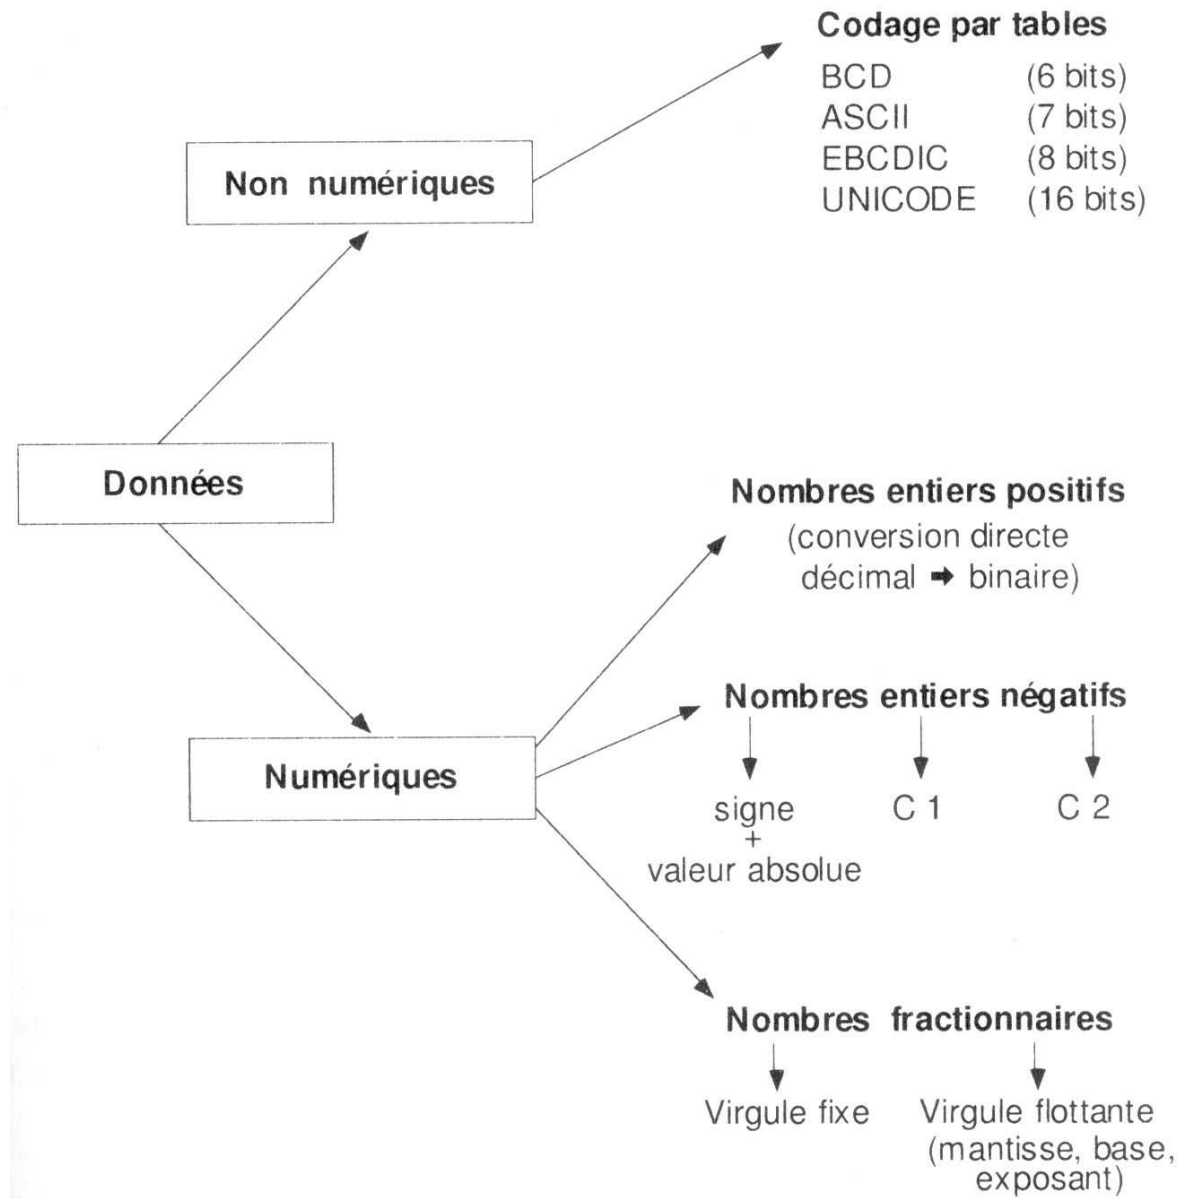 Codage par tables
BCD (6 bits)
ASCII (7 bits)
EBCDIC (8 bits)
UNICODE (16 bits)
Non numériques
Données
Nombres entiers positifs
(conversion directe
décimal ➡ binaire)
Nombres entiers négatifs
Numériques
signe C 1 C 2
+
valeur absolue
Nombres fractionnaires
Virgule fixe Virgule flottante
(mantisse, base,
exposant)